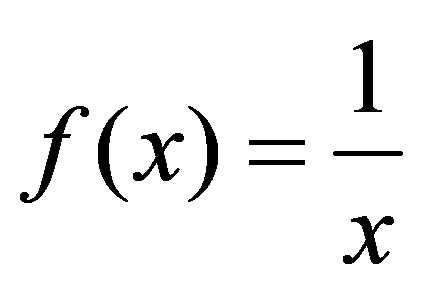 f(x) = 1/x